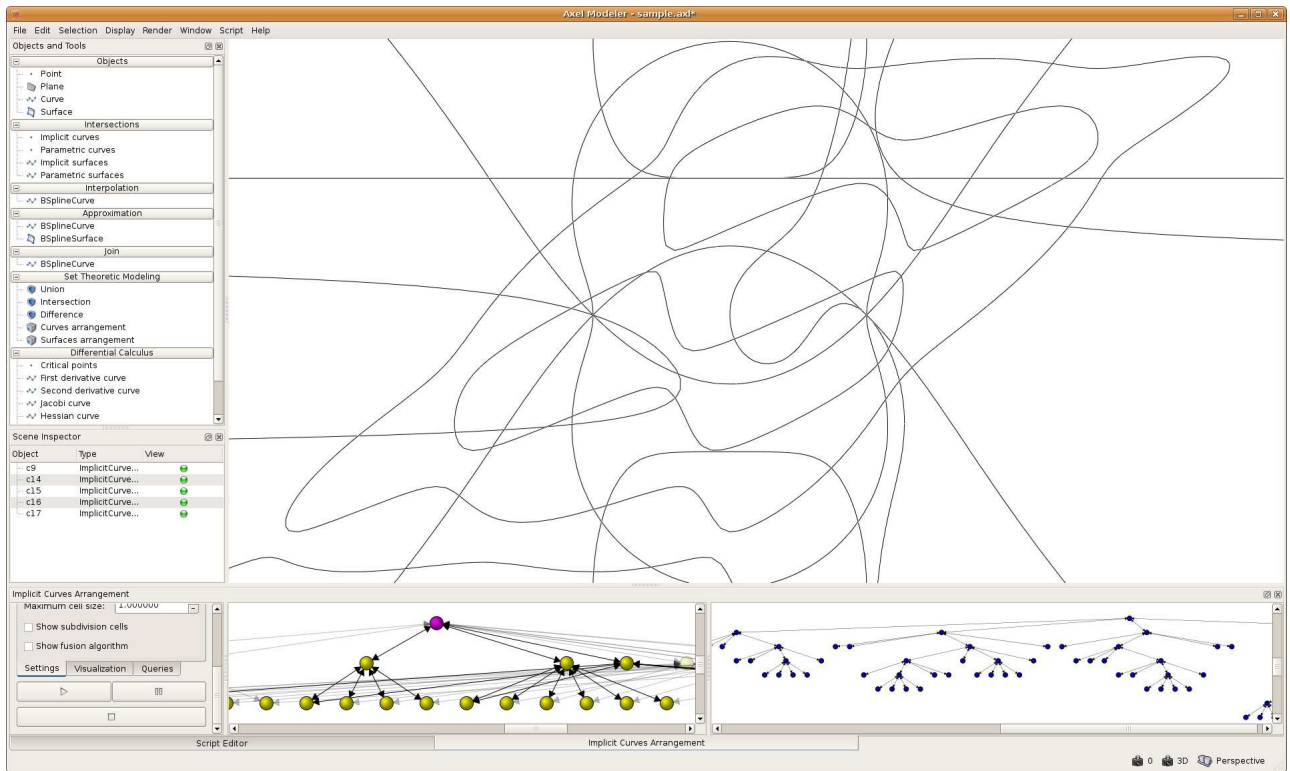 Axel Modeler - sample.axl*
File Edit Selection Display Render Window Script Help
Objects and Tools
Objects
Point
Plane
Curve
Surface
Intersections
Implicit curves
Parametric curves
Implicit surfaces
Parametric surfaces
Interpolation
BSplineCurve
Approximation
BSplineCurve
BSplineSurface
Join
BSplineCurve
Set Theoretic Modeling
Union
Intersection
Difference
Curves arrangement
Surfaces arrangement
Differential Calculus
Critical points
First derivative curve
Second derivative curve
Jacobi curve
Hessian curve
Scene Inspector
Object Type View
c9 ImplicitCurve...
c14 ImplicitCurve...
c15 ImplicitCurve...
c16 ImplicitCurve...
c17 ImplicitCurve...
Implicit Curves Arrangement
Maximum cell size: 1.000000
Show subdivision cells
Show fusion algorithm
Settings Visualization Queries
Script Editor Implicit Curves Arrangement
0 3D Perspective